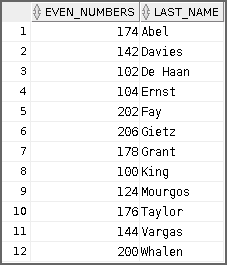 EVEN_NUMBERS LAST_NAME
1 174 Abel
2 142 Davies
3 102 De Haan
4 104 Ernst
5 202 Fay
6 206 Gietz
7 178 Grant
8 100 King
9 124 Mourgos
10 176 Taylor
11 144 Vargas
12 200 Whalen